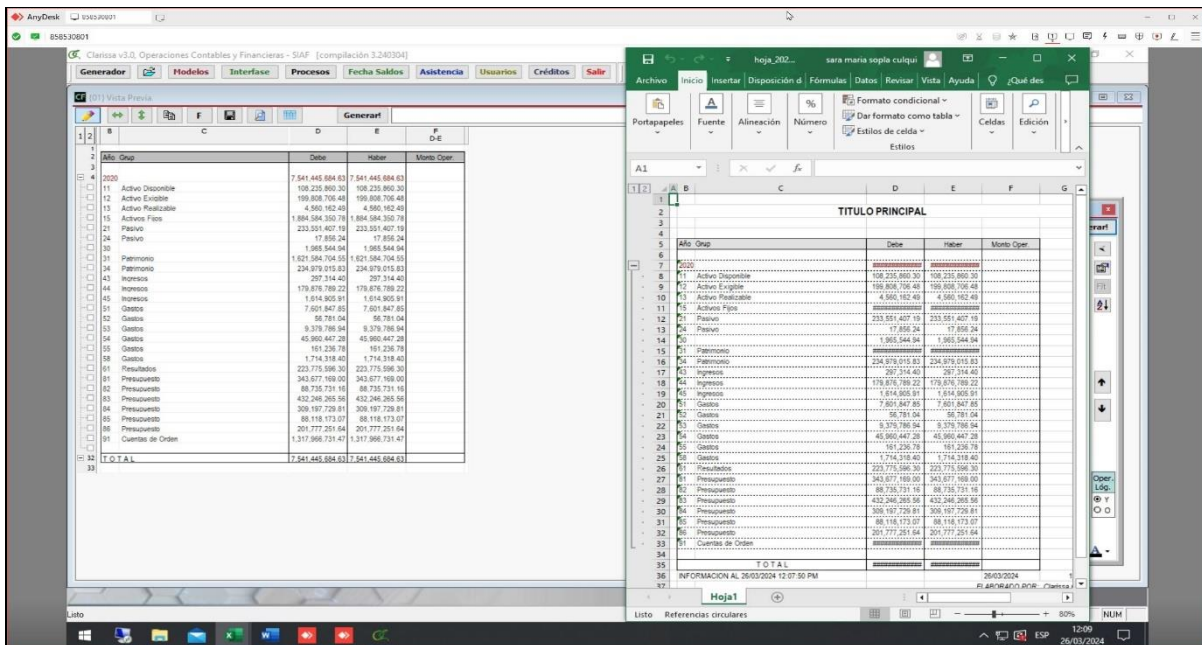 AnyDesk 858530801
858530801
Clarissa v3.0, Operaciones Contables y Financieras - SIAF [compilación 3.240304]
Generador Modelos Interfase Procesos Fecha Saldos Asistencia Usuarios Créditos Salir
(07) Vista Previa
F Generar!
1 2 B C D E F
D-E
Año Grup Debe Haber Monto Oper.
2020 7.541,445,684.63 7.541,445,684.63
11 Activo Disponible 108,235,860.30 108,235,860.30
12 Activo Exigible 199,808,706.48 199,808,706.48
13 Activo Realizable 4,560,162.49 4,560,162.49
15 Activos Fijos 1.884,584,350.78 1.884,584,350.78
21 Pasivo 233,551,407.19 233,551,407.19
24 Pasivo 17,856.24 17,856.24
30 1,965,544.94 1,965,544.94
31 Patrimonio 1.621,584,704.55 1.621,584,704.55
34 Patrimonio 234,979,015.83 234,979,015.83
43 Ingresos 297,314.40 297,314.40
44 Ingresos 179,876,789.22 179,876,789.22
45 Ingresos 1,614,905.91 1,614,905.91
51 Gastos 7,601,847.85 7,601,847.85
52 Gastos 56,781.04 56,781.04
53 Gastos 9,379,786.94 9,379,786.94
54 Gastos 45,960,447.28 45,960,447.28
55 Gastos 161,236.78 161,236.78
58 Gastos 1,714,318.40 1,714,318.40
61 Resultados 223,775,596.30 223,775,596.30
81 Presupuesto 343,677,169.00 343,677,169.00
82 Presupuesto 88,735,731.16 88,735,731.16
83 Presupuesto 432,246,265.56 432,246,265.56
84 Presupuesto 309,197,729.81 309,197,729.81
85 Presupuesto 88,118,173.07 88,118,173.07
86 Presupuesto 201,777,251.64 201,777,251.64
91 Cuentas de Orden 1.317,966,731.47 1.317,966,731.47
TOTAL 7.541,445,684.63 7.541,445,684.63
Listo
hoja_202... sara maria sopla culqui
Archivo Inicio Insertar Disposición d Fórmulas Datos Revisar Vista Ayuda ¿Qué des
Portapapeles Fuente Alineación Número
Formato condicional
Dar formato como tabla
Estilos de celda
Estilos
Celdas Edición
A1 fx
1 2 A B C D E F G
TITULO PRINCIPAL
Año Grup Debe Haber Monto Oper.
2020 ############# #############
11 Activo Disponible 108,235,860.30 108,235,860.30
12 Activo Exigible 199,808,706.48 199,808,706.48
13 Activo Realizable 4,560,162.49 4,560,162.49
15 Activos Fijos ############# #############
21 Pasivo 233,551,407.19 233,551,407.19
24 Pasivo 17,856.24 17,856.24
30 1,965,544.94 1,965,544.94
31 Patrimonio ############# #############
34 Patrimonio 234,979,015.83 234,979,015.83
43 Ingresos 297,314.40 297,314.40
44 Ingresos 179,876,789.22 179,876,789.22
45 Ingresos 1,614,905.91 1,614,905.91
51 Gastos 7,601,847.85 7,601,847.85
52 Gastos 56,781.04 56,781.04
53 Gastos 9,379,786.94 9,379,786.94
54 Gastos 45,960,447.28 45,960,447.28
55 Gastos 161,236.78 161,236.78
58 Gastos 1,714,318.40 1,714,318.40
61 Resultados 223,775,596.30 223,775,596.30
81 Presupuesto 343,677,169.00 343,677,169.00
82 Presupuesto 88,735,731.16 88,735,731.16
83 Presupuesto 432,246,265.56 432,246,265.56
84 Presupuesto 309,197,729.81 309,197,729.81
85 Presupuesto 88,118,173.07 88,118,173.07
86 Presupuesto 201,777,251.64 201,777,251.64
91 Cuentas de Orden ############# #############
TOTAL ############# #############
INFORMACION AL 26/03/2024 12:07:50 PM 26/03/2024
ELABORADO POR: Clarissa
Hoja1
Listo Referencias circulares 80%
erar!
Fit
Oper. Lóg.
Y
O
NUM
ESP 12:09
26/03/2024